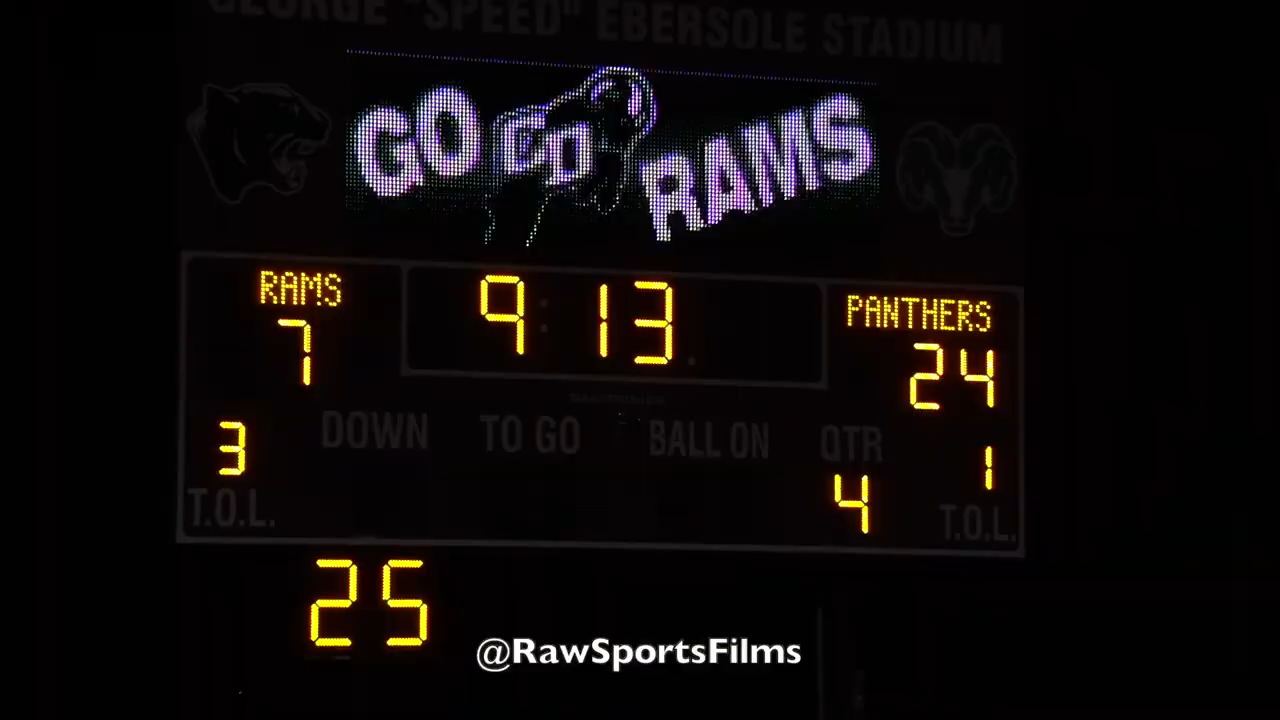 GEORGE "SPEED" EBERSOLE STADIUM
GO GO RAMS
RAMS
9:13
PANTHERS
7
24
DOWN
TO GO
BALL ON
QTR
3
1
4
T.O.L.
T.O.L.
25
@RawSportsFilms